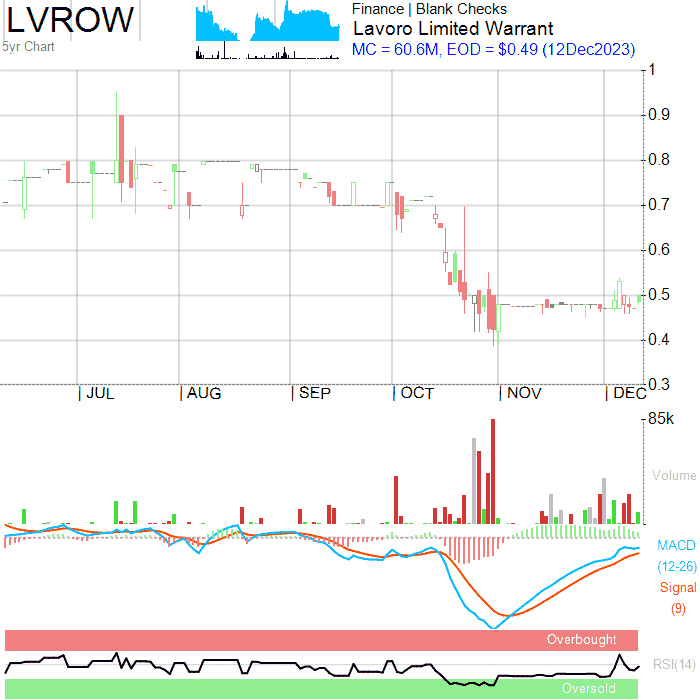 LVROW
5yr Chart
Finance | Blank Checks
Lavoro Limited Warrant
MC = 60.6M, EOD = $0.49 (12Dec2023)
1
0.9
0.8
0.7
0.6
0.5
0.4
0.3
| JUL | AUG | SEP | OCT | NOV | DEC
85k
Volume
MACD
(12-26)
Signal
(9)
Overbought
RSI(14)
Oversold